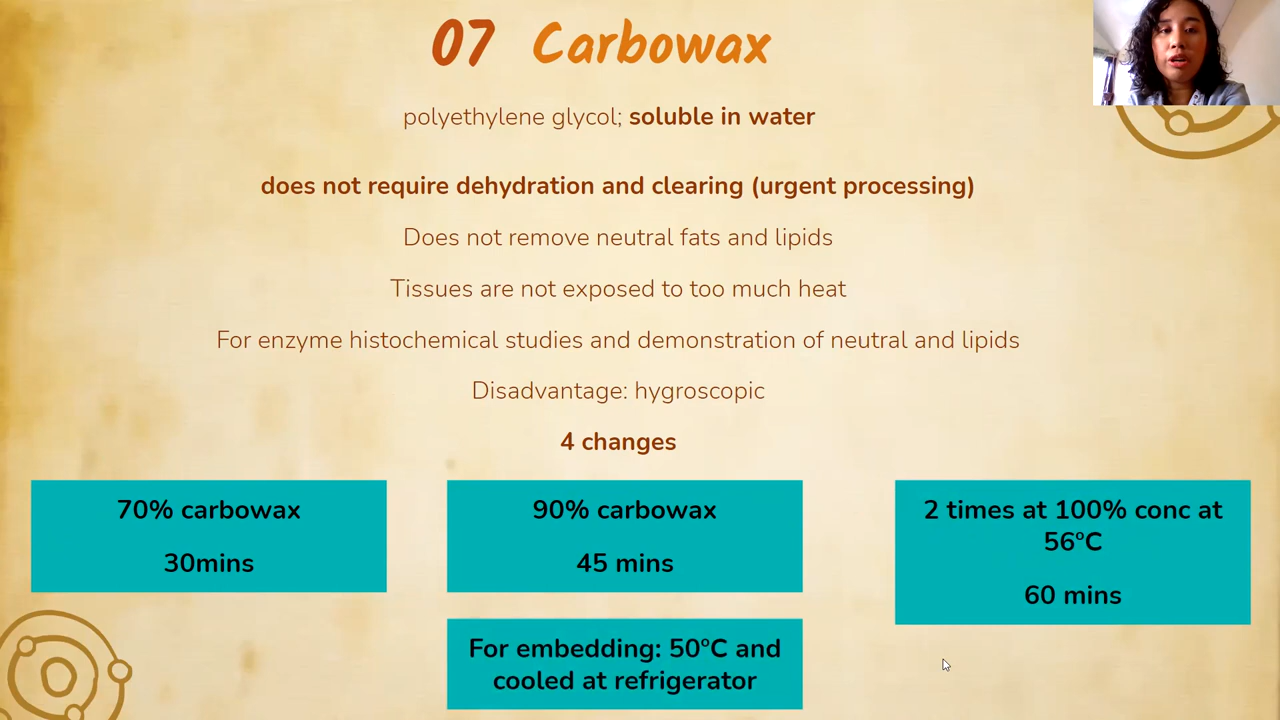 07 Carbowax
polyethylene glycol; soluble in water
does not require dehydration and clearing (urgent processing)
Does not remove neutral fats and lipids
Tissues are not exposed to too much heat
For enzyme histochemical studies and demonstration of neutral and lipids
Disadvantage: hygroscopic
4 changes
70% carbowax
30mins
90% carbowax
45 mins
2 times at 100% conc at
56ºC
60 mins
For embedding: 50ºC and
cooled at refrigerator